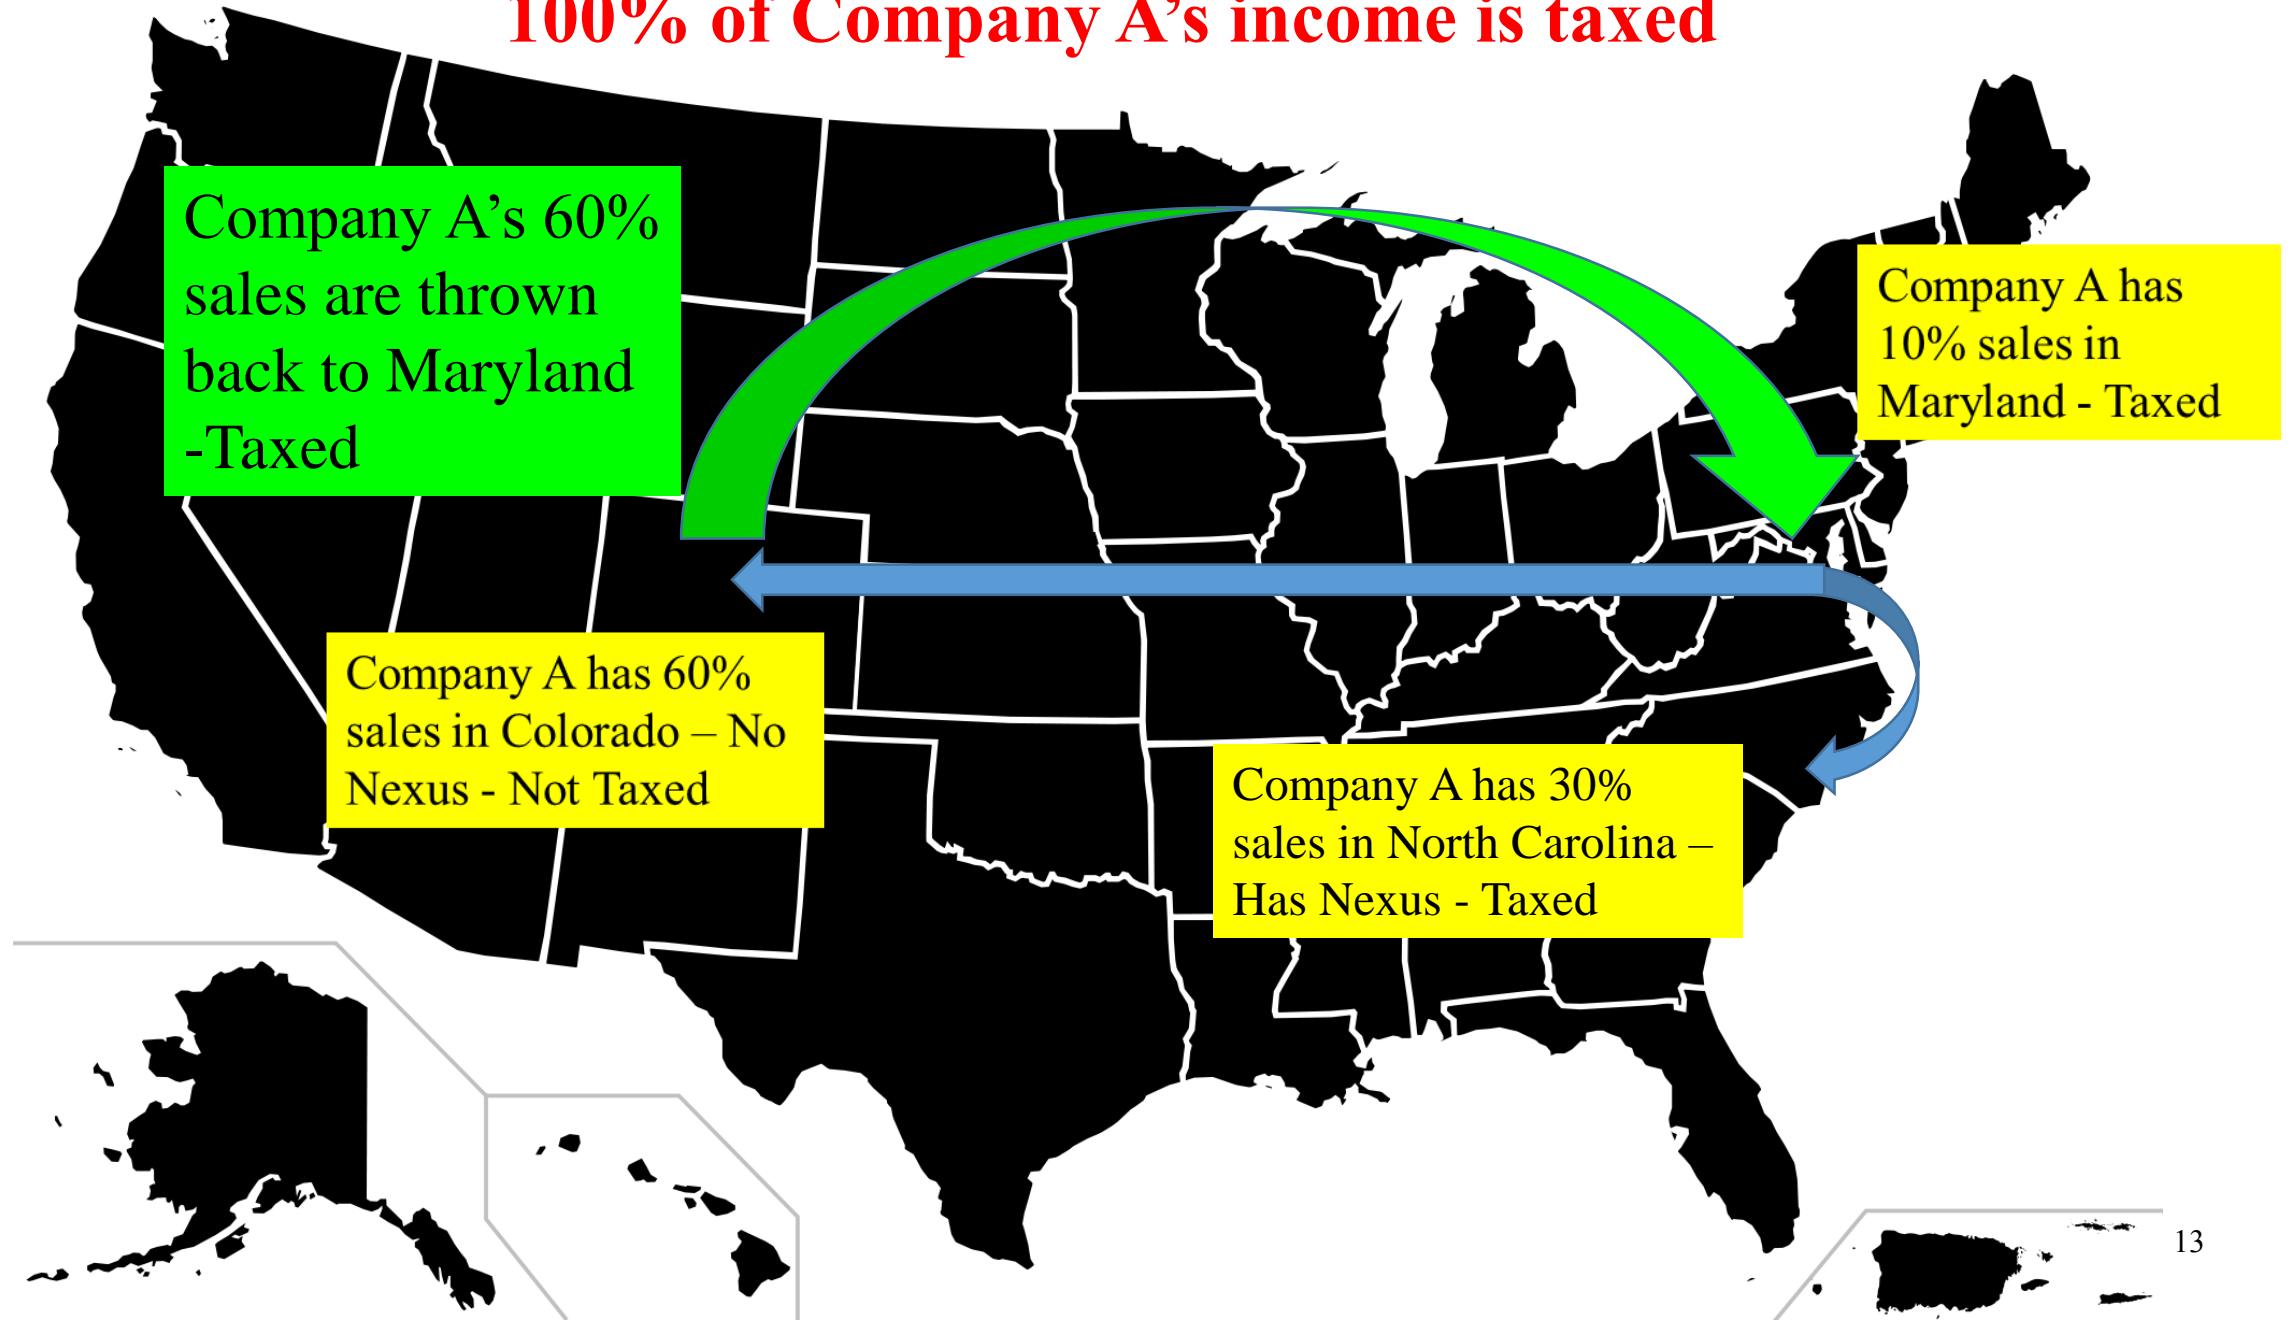 100% of Company A’s income is taxed
Company A’s 60%
sales are thrown
back to Maryland
-Taxed
Company A has
10% sales in
Maryland - Taxed
Company A has 60%
sales in Colorado – No
Nexus - Not Taxed
Company A has 30%
sales in North Carolina –
Has Nexus - Taxed
13